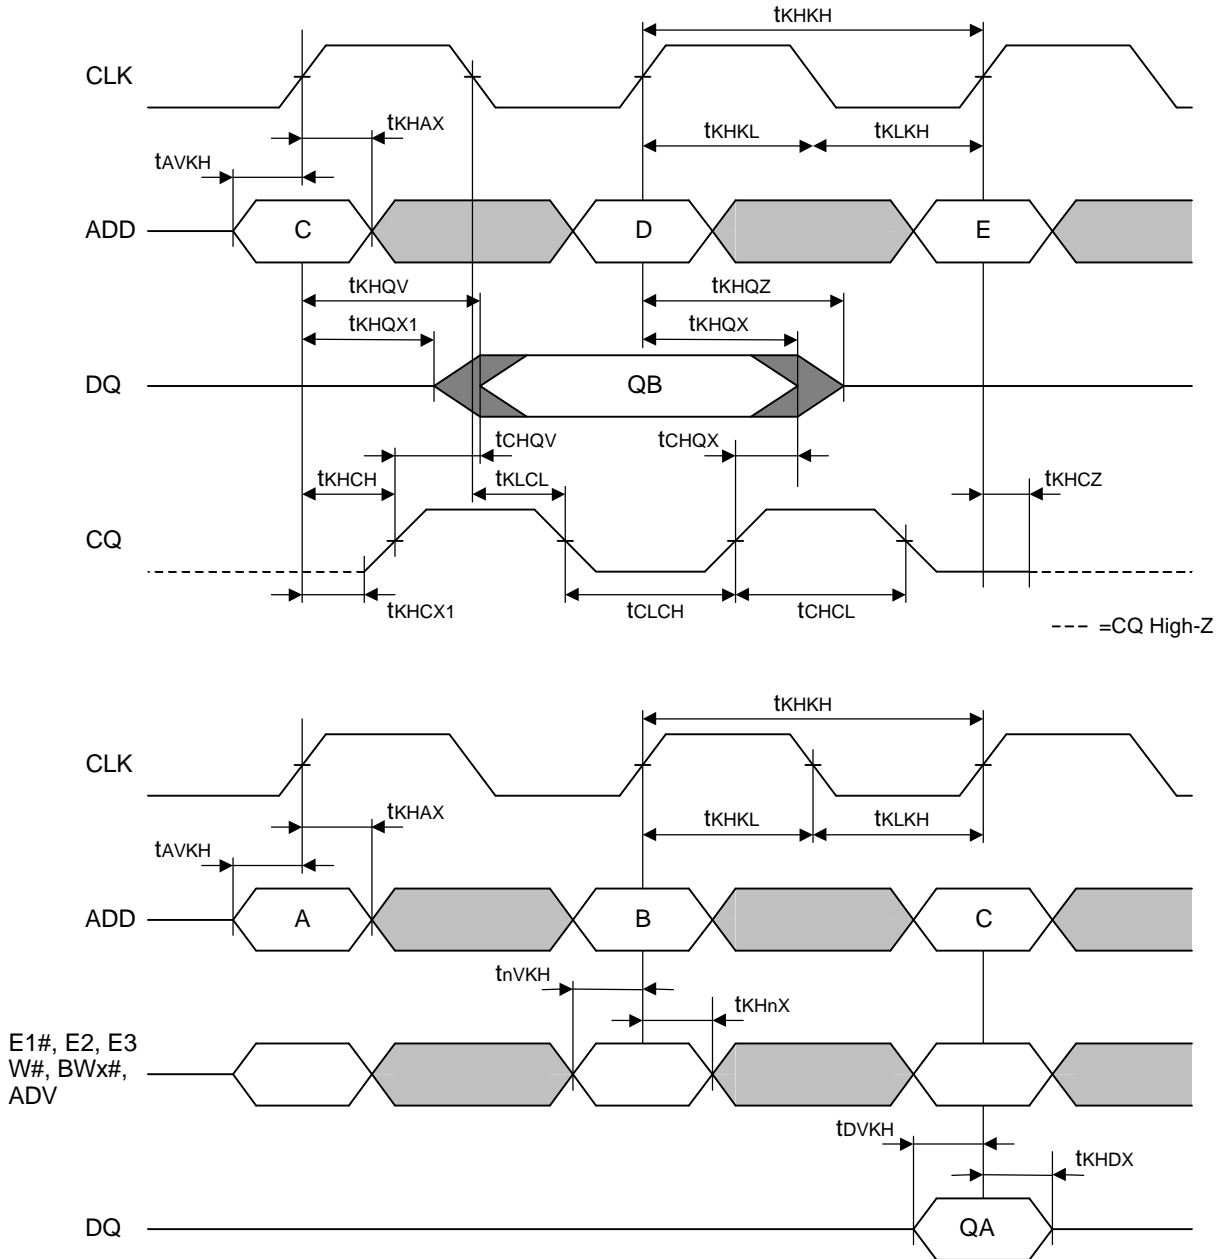 tKHKH
CLK
tKHAX
tKHKL
tKLKH
tAVKH
ADD
C
D
E
tKHQV
tKHQZ
tKHQX1
tKHQX
DQ
QB
tCHQV
tCHQX
tKHCH
tKLCL
tKHCZ
CQ
tKHCX1
tCLCH
tCHCL
=CQ High-Z
tKHKH
CLK
tKHAX
tKHKL
tKLKH
tAVKH
ADD
A
B
C
tnVKH
tKHnX
E1#, E2, E3
W#, BWx#,
ADV
tDVKH
tKHDX
DQ
QA